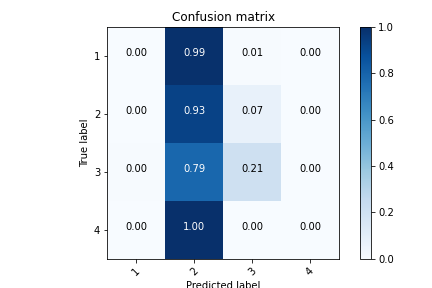 Confusion matrix
1.0
0.8
0.6
0.4
0.2
0.0
True label
1 0.00 0.99 0.01 0.00
2 0.00 0.93 0.07 0.00
3 0.00 0.79 0.21 0.00
4 0.00 1.00 0.00 0.00
1 2 3 4
Predicted label